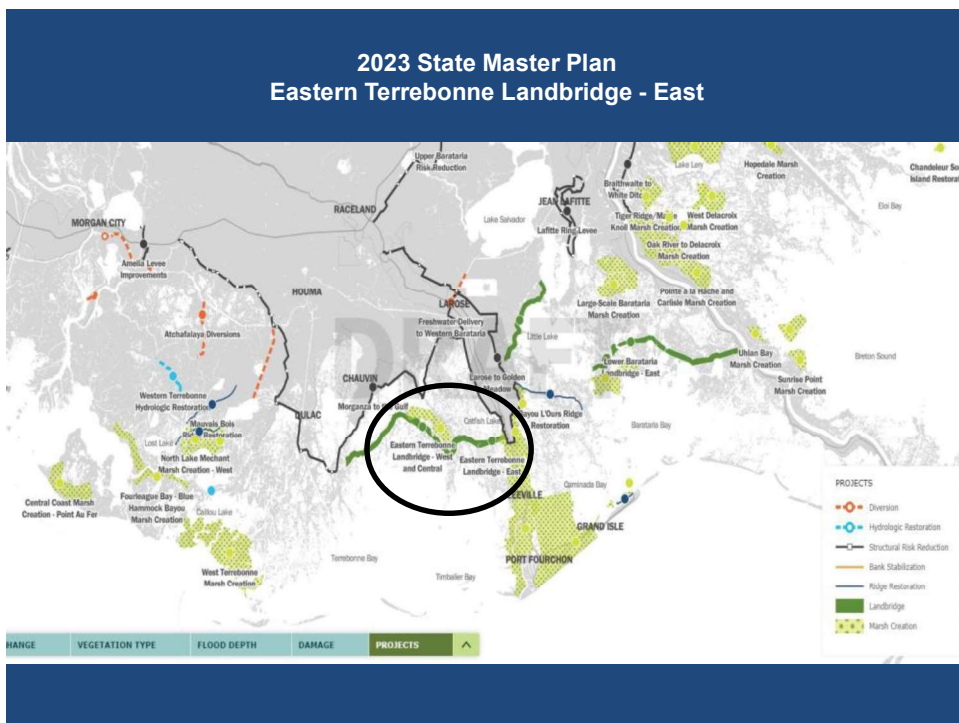 2023 State Master Plan
Eastern Terrebonne Landbridge - East
Upper Barataria
Risk Reduction
Lake Lery
Hopedale Marsh
Creation
Chandeleur Sou
Island Restorat
Braithwaite to
White Ditc
Eloi Bay
MORGAN CITY
RACELAND
JEAN LAFITTE
Lake Salvador
Lafitte Ring Levee
Tiger Ridge/
Knoll Marsh Creation
West Delacroix
Marsh Creation
Amelia Levee
Improvements
Oak River to Delacroix
Marsh Creation
HOUMA
LAROSE
Pointe a la Hache and
Carlisle Marsh Creation
Large-Scale Barataria
Marsh Creation
Atchafalaya Diversions
Freshwater Delivery
to Western Barataria
Little Lake
Lower Barataria
Landbridge - East
Uhlan Bay
Marsh Creation
Breton Sound
CHAUVIN
Larose to Golden
Meadow
Sunrise Point
Marsh Creation
Western Terrebonne
Hydrologic Restoration
DULAC
Morganza to the Gulf
Catfish Lake
Bayou L'Ours Ridge
Restoration
Barataria Bay
Mauvais Bois
Restoration
Lost Lake
North Lake Mechant
Marsh Creation - West
Eastern Terrebonne
Landbridge - West
and Central
Eastern Terrebonne
Landbridge - East
Central Coast Marsh
Creation - Point Au Fer
Fourleague Bay - Blue
Hammock Bayou
Marsh Creation
Caillou Lake
EEVILLE
Caminada Bay
GRAND ISLE
PORT FOURCHON
West Terrebonne
Marsh Creation
Terrebonne Bay
Timbalier Bay
PROJECTS
Diversion
Hydrologic Restoration
Structural Risk Reduction
Bank Stabilization
Ridge Restoration
Landbridge
Marsh Creation
HANGE VEGETATION TYPE FLOOD DEPTH DAMAGE PROJECTS